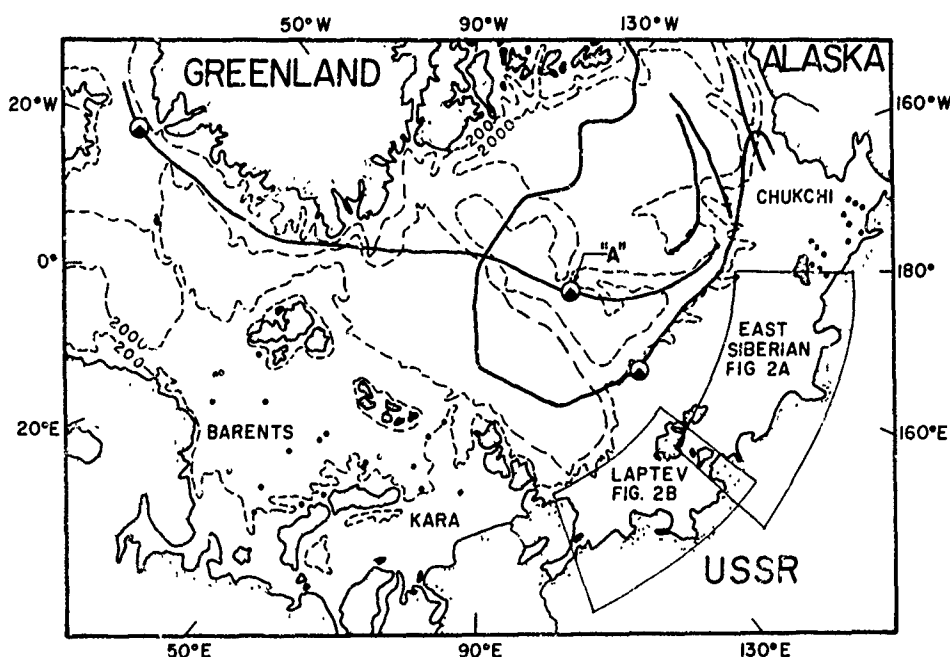 50°W 90°W 130°W
GREENLAND
ALASKA
20°W
160°W
200
2000
CHUKCHI
"A"
0°
180°
EAST
SIBERIAN
FIG 2A
200
BARENTS
20°E
160°E
LAPTEV
FIG. 2B
KARA
USSR
50°E 90°E 130°E